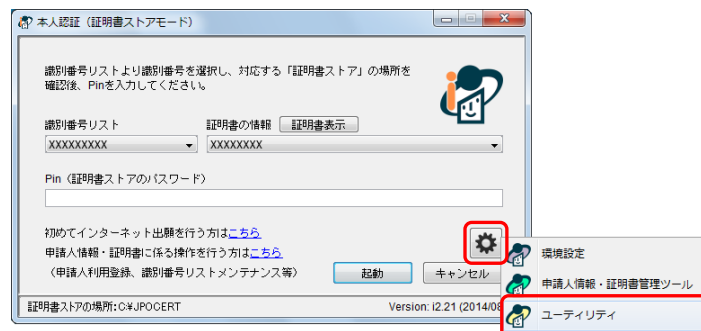 本人認証（証明書ストアモード）
識別番号リストより識別番号を選択し、対応する「証明書ストア」の場所を
確認後、Pinを入力してください。
識別番号リスト
証明書の情報 証明書表示
XXXXXXXXX
XXXXXXXX
Pin（証明書ストアのパスワード）
初めてインターネット出願を行う方はこちら
申請人情報・証明書に係る操作を行う方はこちら
（申請人利用登録、識別番号リストメンテナンス等）
起動
キャンセル
環境設定
申請人情報・証明書管理ツール
ユーティリティ
証明書ストアの場所:C:¥JPOCERT
Version: i2.21 (2014/08